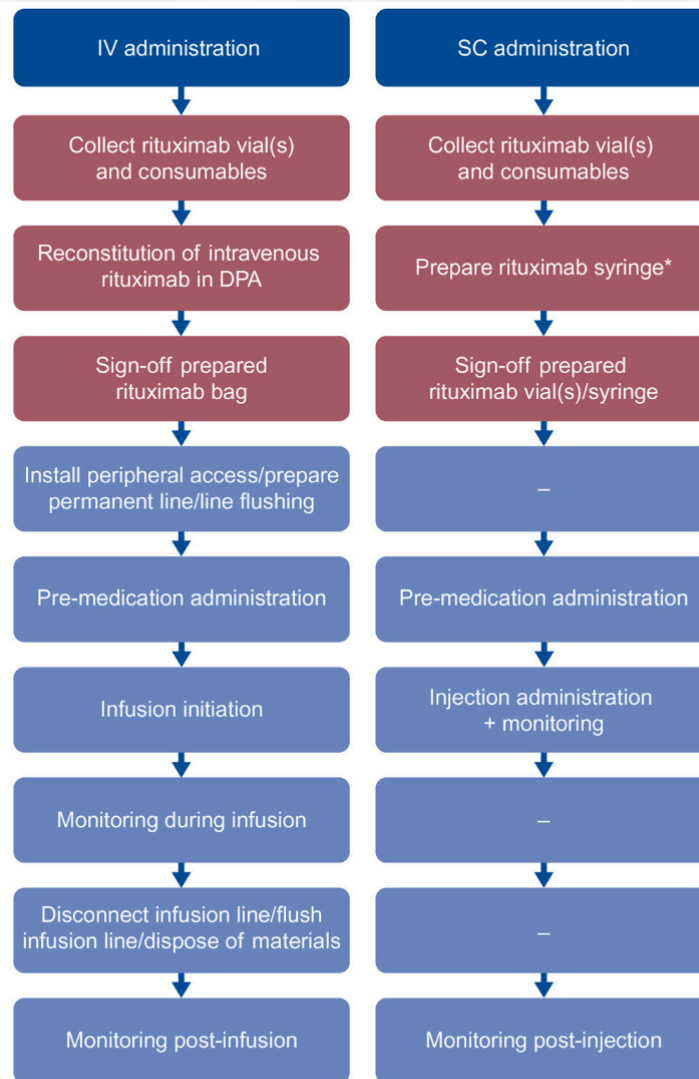 IV administration
SC administration
Collect rituximab vial(s)
and consumables
Collect rituximab vial(s)
and consumables
Reconstitution of intravenous
rituximab in DPA
Prepare rituximab syringe*
Sign-off prepared
rituximab bag
Sign-off prepared
rituximab vial(s)/syringe
Install peripheral access/prepare
permanent line/line flushing
–
Pre-medication administration
Pre-medication administration
Infusion initiation
Injection administration
+ monitoring
Monitoring during infusion
–
Disconnect infusion line/flush
infusion line/dispose of materials
–
Monitoring post-infusion
Monitoring post-injection